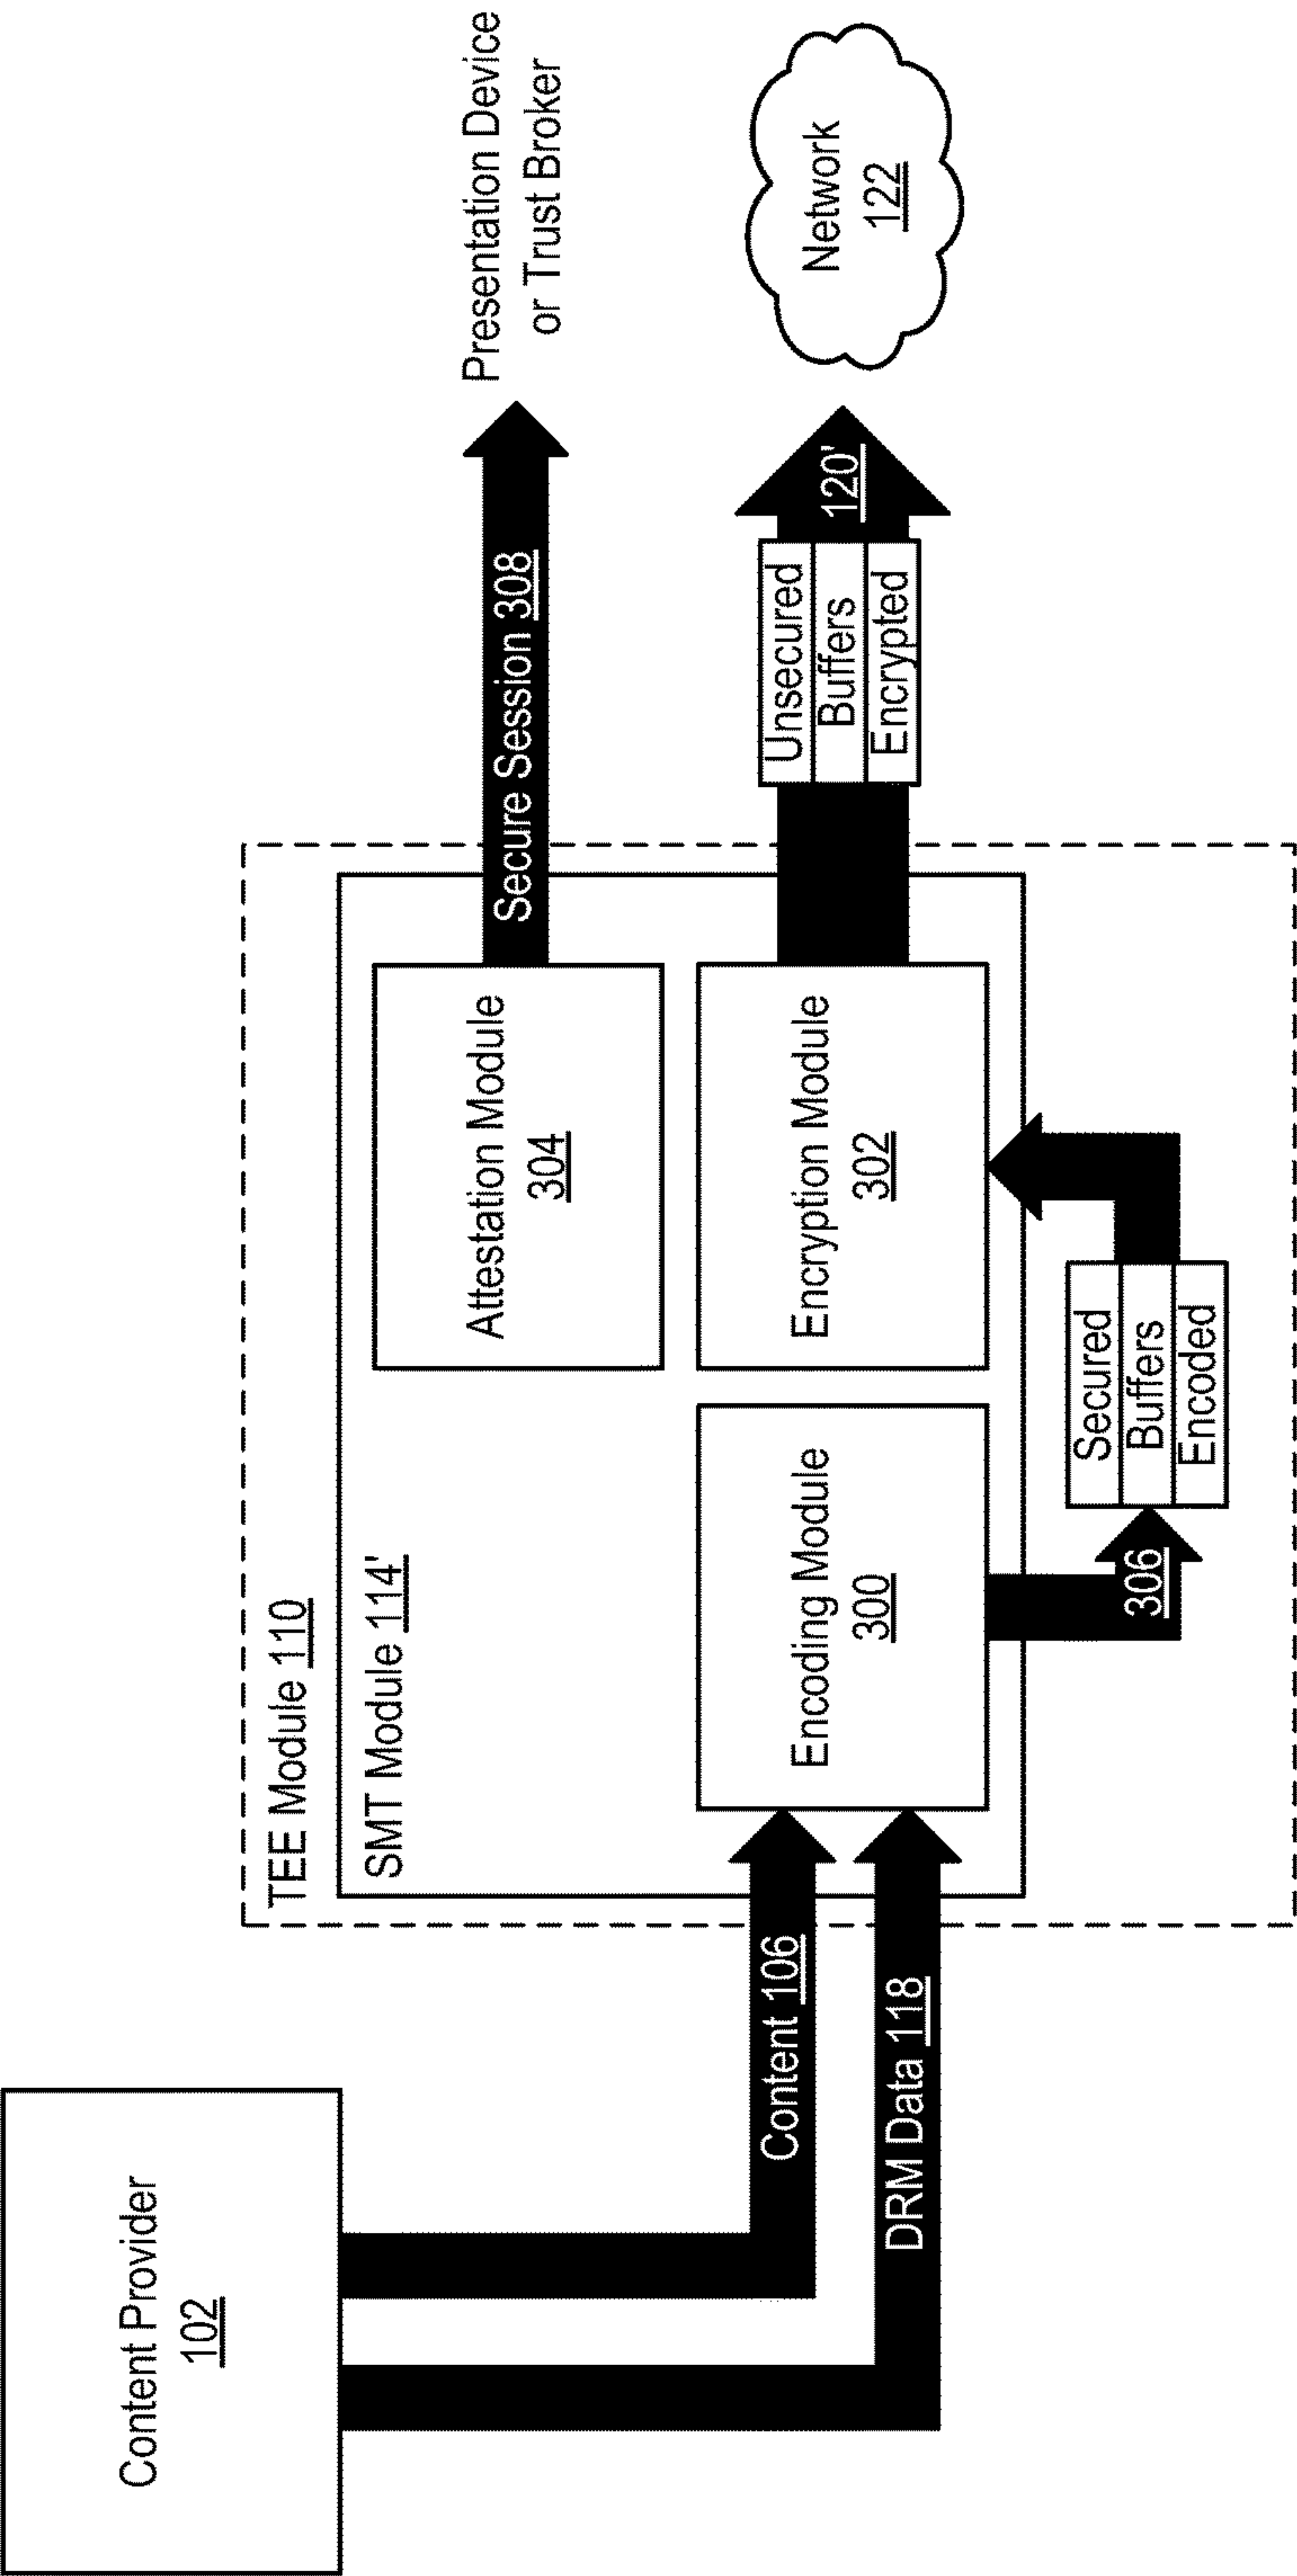 Content Provider
102
TEE Module 110
SMT Module 114'
Content 106
DRM Data 118
Encoding Module
300
306
Secured
Buffers
Encoded
Attestation Module
304
Encryption Module
302
Secure Session 308
Presentation Device
or Trust Broker
Unsecured
Buffers
Encrypted
120'
Network
122